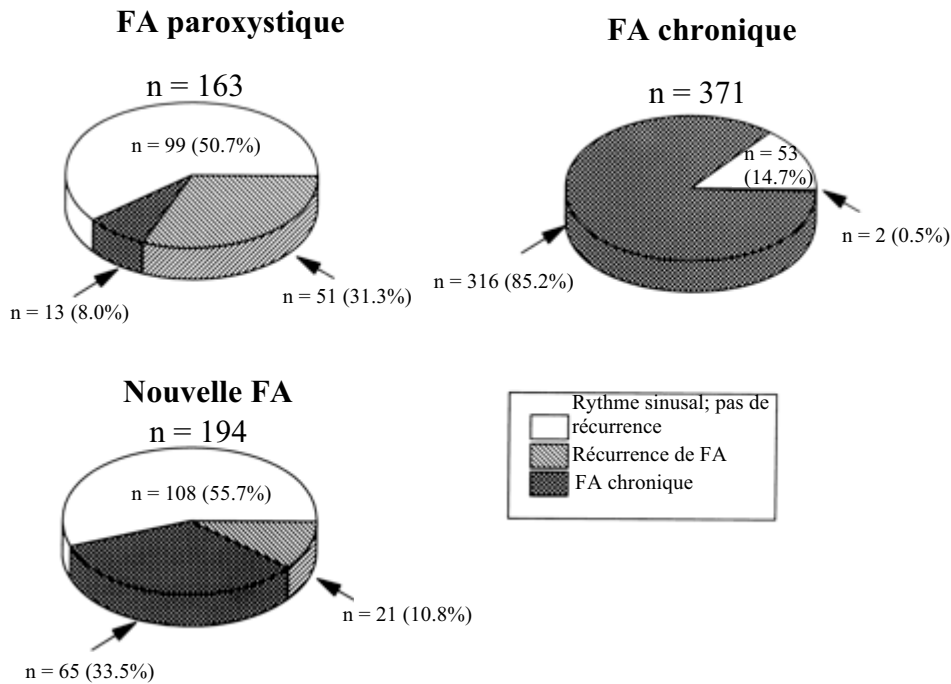 FA paroxystique
n = 163
n = 99 (50.7%)
n = 13 (8.0%)
n = 51 (31.3%)
FA chronique
n = 371
n = 53
(14.7%)
n = 2 (0.5%)
n = 316 (85.2%)
Nouvelle FA
n = 194
n = 108 (55.7%)
n = 21 (10.8%)
n = 65 (33.5%)
Rythme sinusal; pas de
récurrence
Récurrence de FA
FA chronique